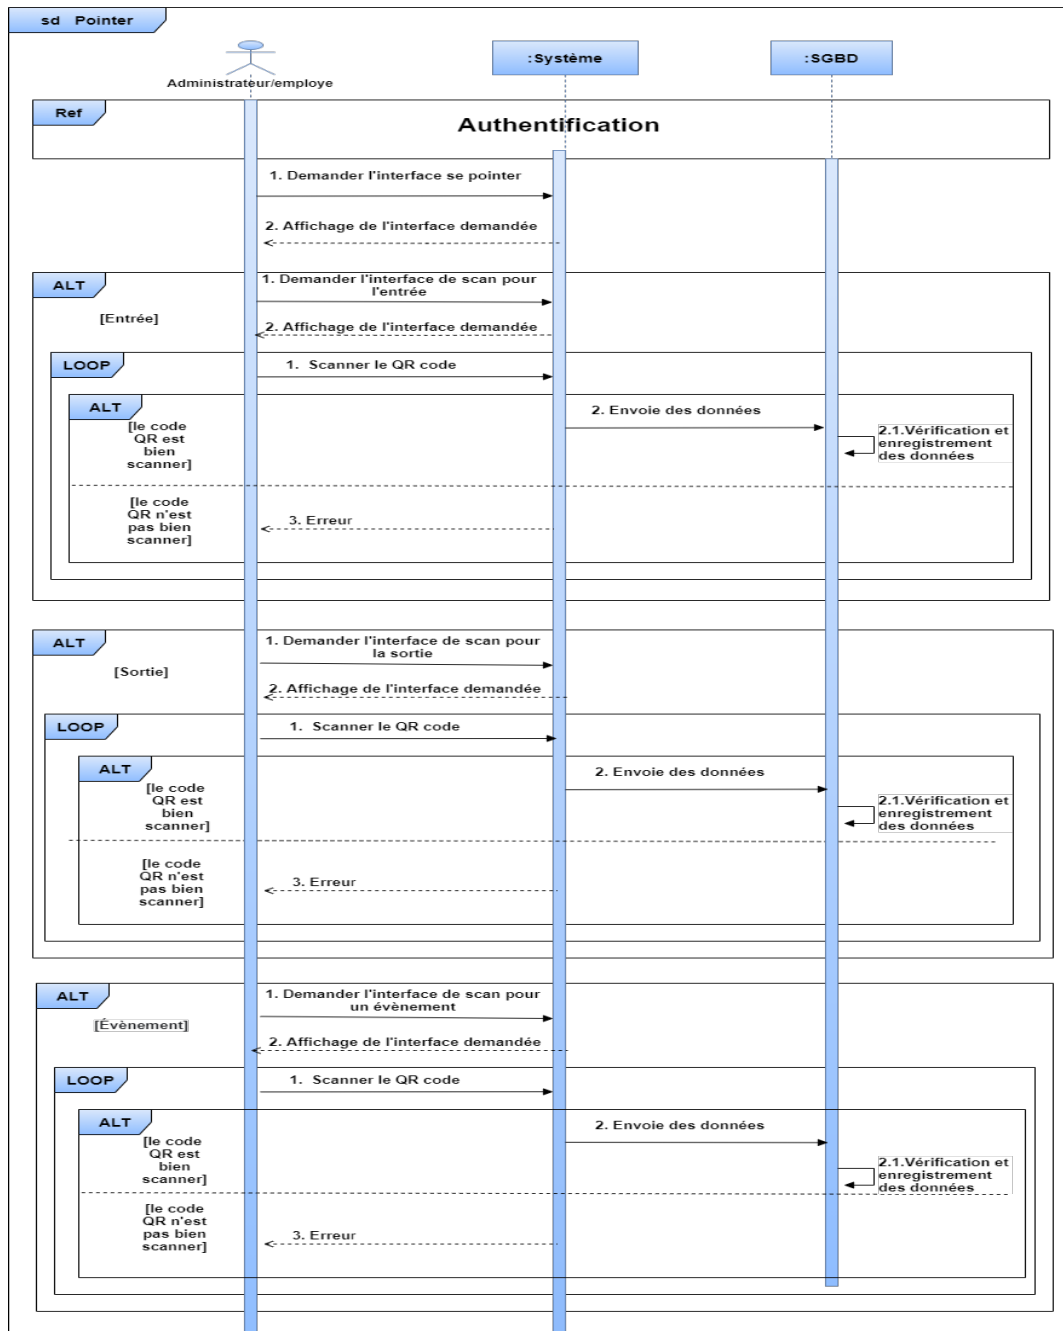 sd Pointer
Administrateur/employe
:Système
:SGBD
Ref
Authentification
1. Demander l'interface se pointer
2. Affichage de l'interface demandée
ALT
1. Demander l'interface de scan pour
l'entrée
[Entrée]
2. Affichage de l'interface demandée
LOOP
1. Scanner le QR code
ALT
[le code
QR est
bien
scanner]
2. Envoie des données
2.1.Vérification et
enregistrement
des données
[le code
QR n'est
pas bien
scanner]
3. Erreur
ALT
1. Demander l'interface de scan pour
la sortie
[Sortie]
2. Affichage de l'interface demandée
LOOP
1. Scanner le QR code
ALT
[le code
QR est
bien
scanner]
2. Envoie des données
2.1.Vérification et
enregistrement
des données
[le code
QR n'est
pas bien
scanner]
3. Erreur
ALT
1. Demander l'interface de scan pour
un évènement
[Évènement]
2. Affichage de l'interface demandée
LOOP
1. Scanner le QR code
ALT
[le code
QR est
bien
scanner]
2. Envoie des données
2.1.Vérification et
enregistrement
des données
[le code
QR n'est
pas bien
scanner]
3. Erreur